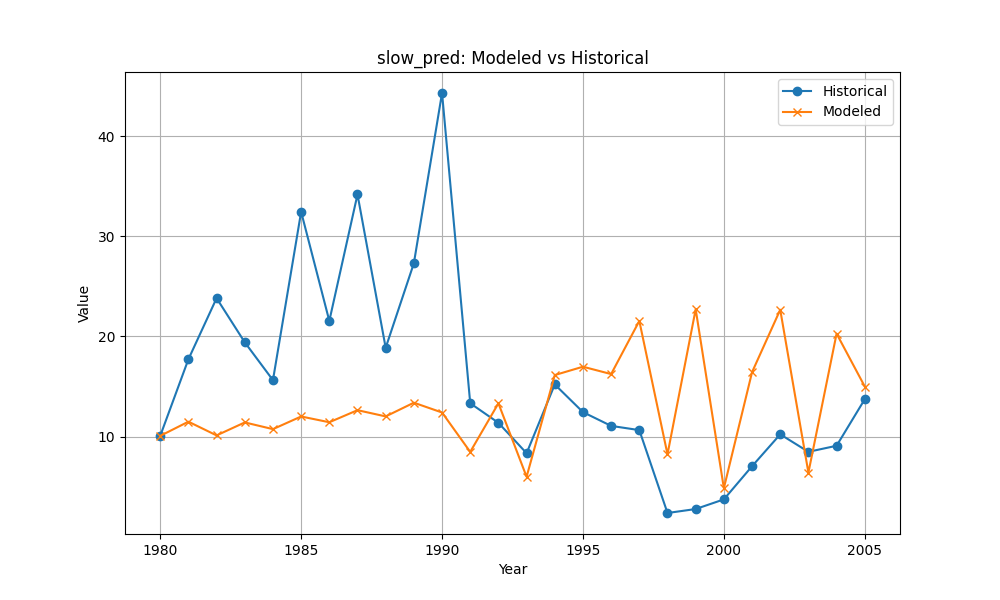 slow_pred: Modeled vs Historical
Historical
Modeled
Value
40
30
20
10
1980 1985 1990 1995 2000 2005
Year